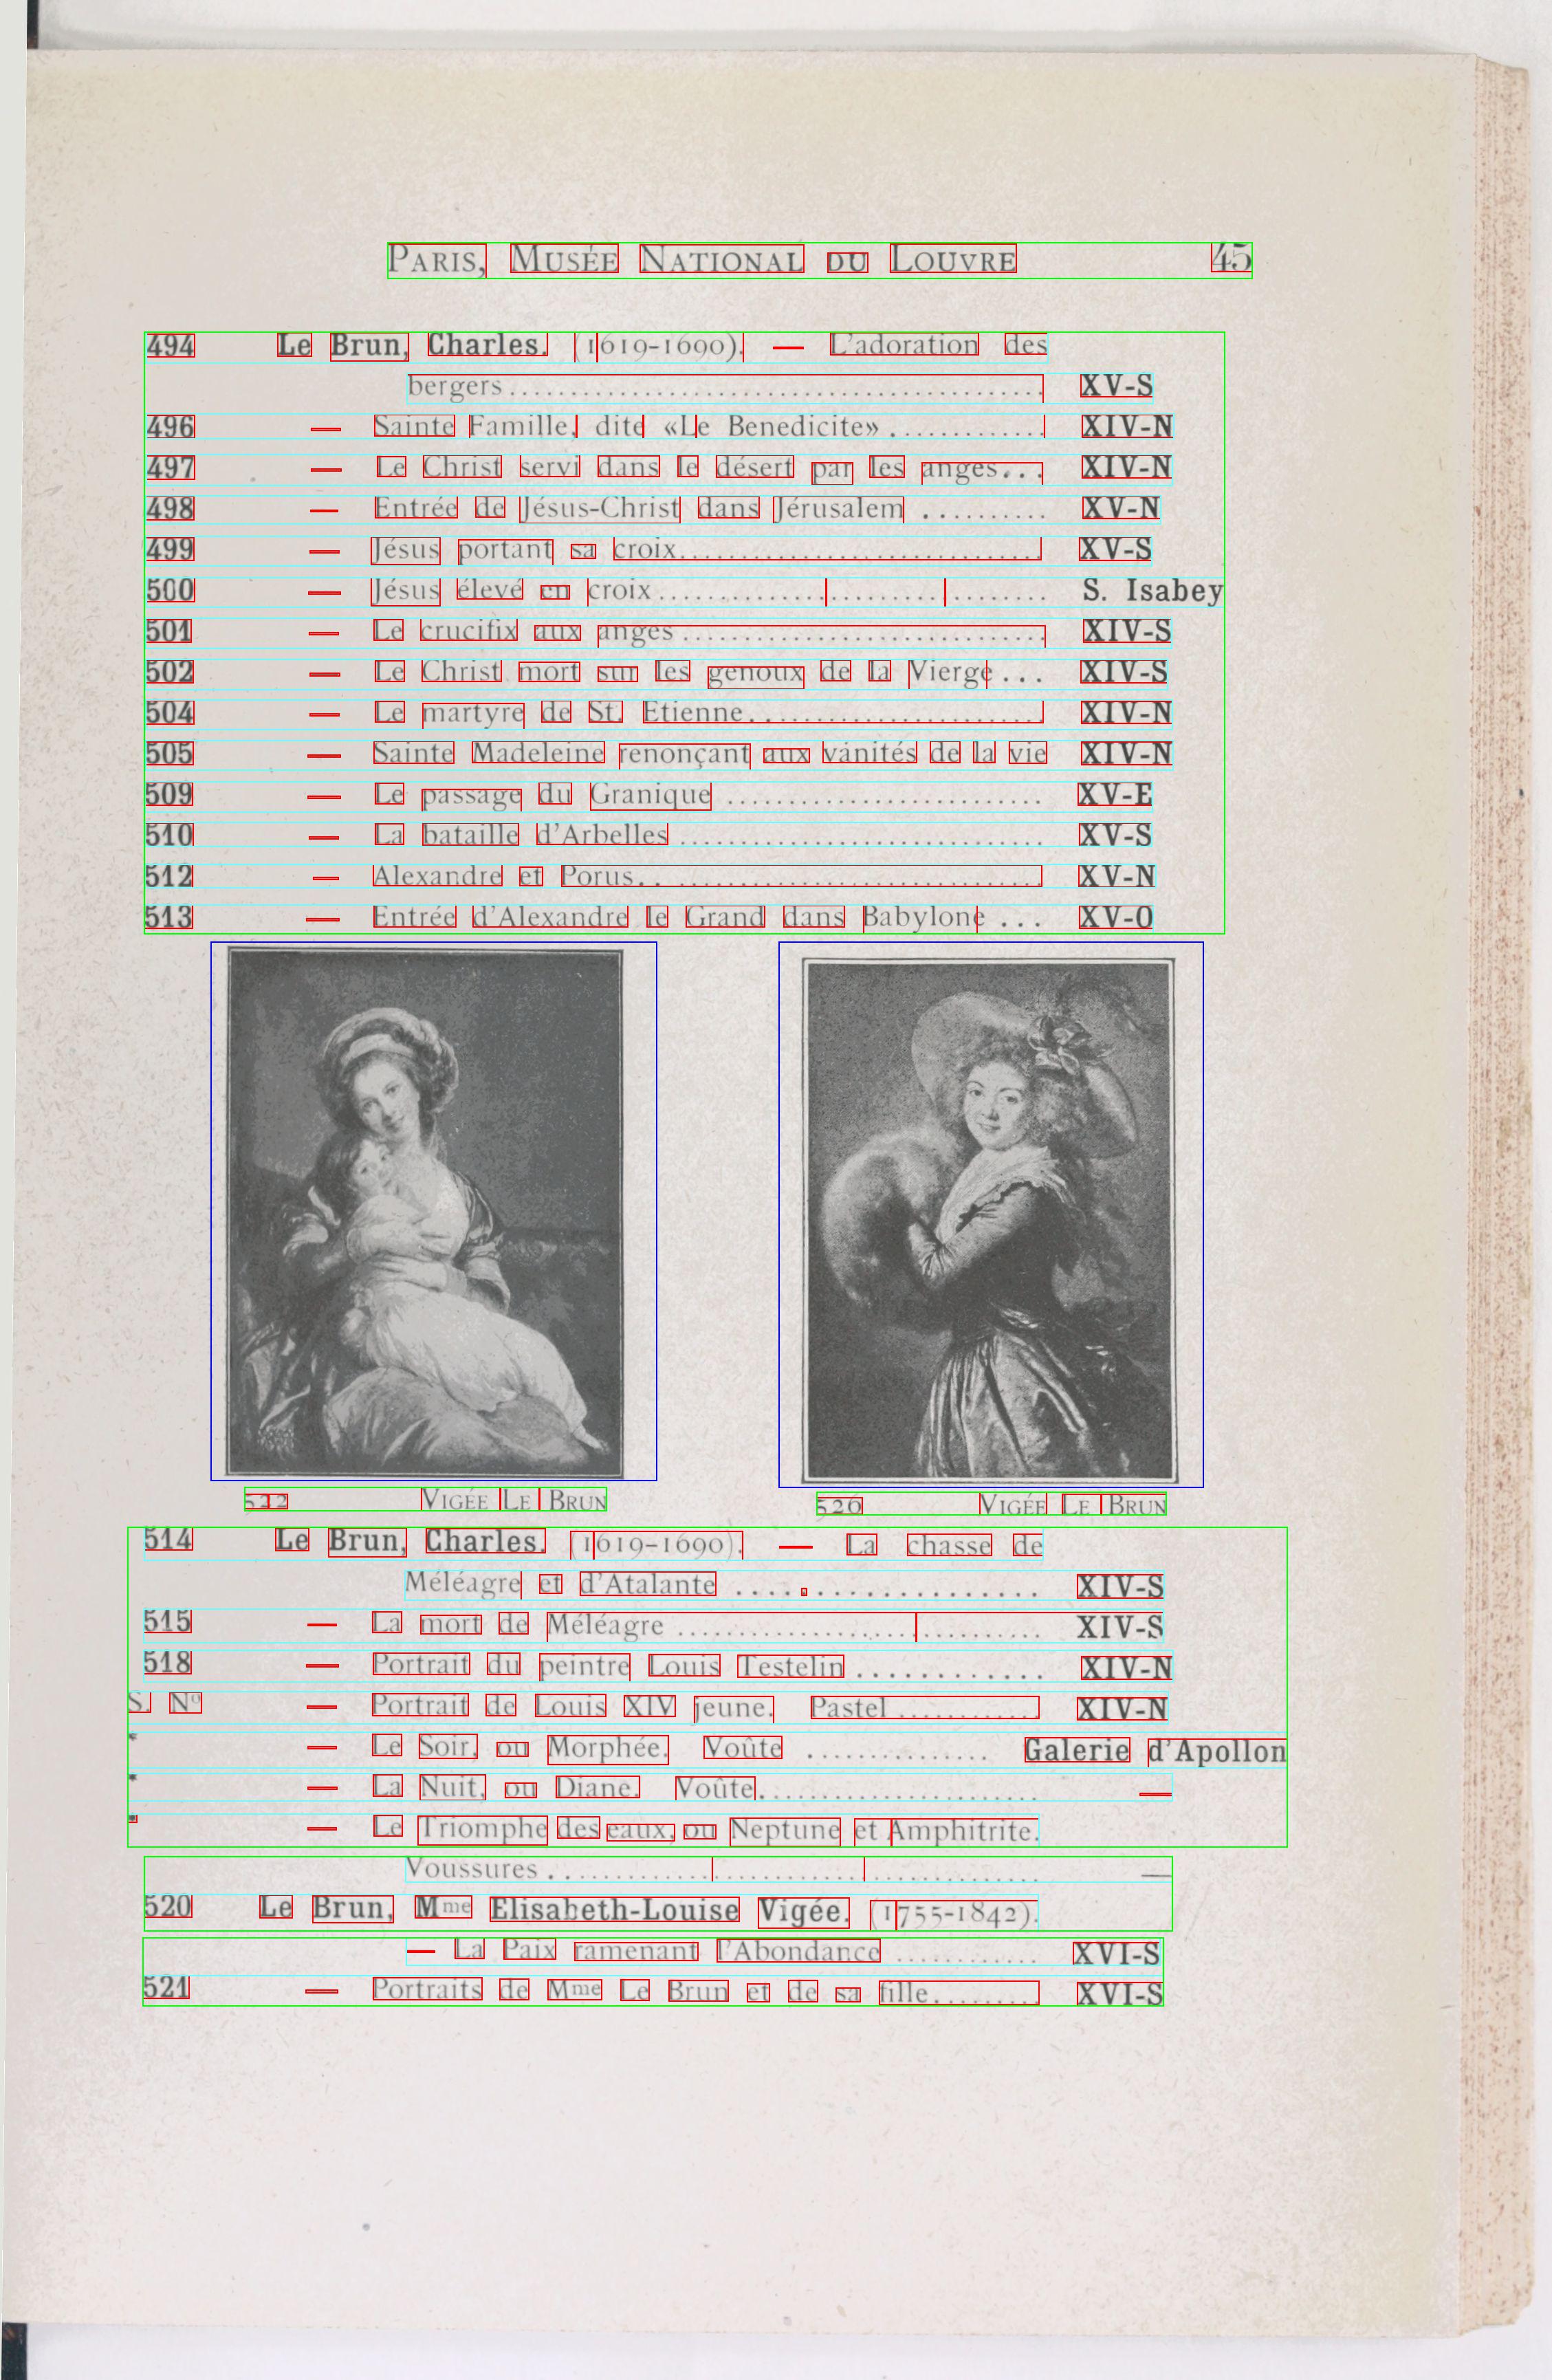 PARIS, MUSÉE NATIONAL DU LOUVRE 45
494 Le Brun, Charles. (1619-1690). — L'adoration des
bergers ........................................ XV-S
496 — Sainte Famille, dite «Le Benedicite» ............. XIV-N
497 — Le Christ servi dans le désert par les anges... XIV-N
498 — Entrée de Jésus-Christ dans Jérusalem .......... XV-N
499 — Jésus portant sa croix.............................. XV-S
500 — Jésus élevé en croix................................ S. Isabey
501 — Le crucifix aux anges .............................. XIV-S
502 — Le Christ mort sur les genoux de la Vierge ... XIV-S
504 — Le martyre de St. Etienne........................ XIV-N
505 — Sainte Madeleine renonçant aux vanités de la vie XIV-N
509 — Le passage du Granique .......................... XV-E
510 — La bataille d'Arbelles .............................. XV-S
512 — Alexandre et Porus.. .............................. XV-N
513 — Entrée d'Alexandre le Grand dans Babylone ... XV-O
522 VIGÉE LE BRUN
526 VIGÉE LE BRUN
514 Le Brun, Charles. (1619-1690). — La chasse de
Méléagre et d'Atalante ......................... XIV-S
515 — La mort de Méléagre .............................. XIV-S
518 — Portrait du peintre Louis Testelin ............ XIV-N
S. Nº — Portrait de Louis XIV jeune. Pastel ............ XIV-N
* — Le Soir, ou Morphée. Voûte ............... Galerie d'Apollon
* — La Nuit, ou Diane. Voûte....................... —
* — Le Triomphe des eaux, ou Neptune et Amphitrite.
Voussures ........................................ —
520 Le Brun, Mme Elisabeth-Louise Vigée. (1755-1842).
— La Paix ramenant l'Abondance ............ XVI-S
521 — Portraits de Mme Le Brun et de sa fille......... XVI-S